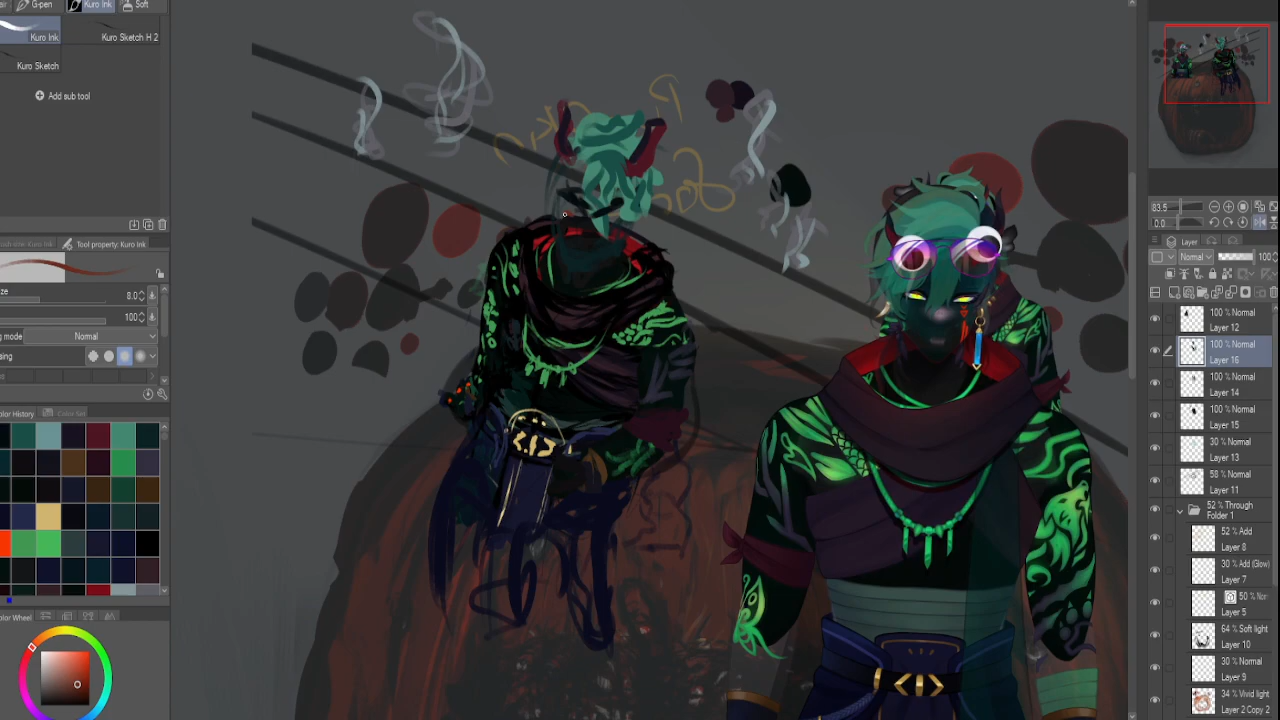 G-pen Kuro Ink Soft
Kuro Ink Kuro Sketch H 2
Kuro Sketch
Add sub tool
Tool property: Kuro Ink
8.0
100
Normal
Color Set
Color Wheel
83.5
0.0
Layer
Normal 100
100 % Normal
Layer 12
100 % Normal
Layer 16
100 % Normal
Layer 14
100 % Normal
Layer 15
30 % Normal
Layer 13
58 % Normal
Layer 11
52 % Through
Folder 1
52 % Add
Layer 8
30 % Add (Glow)
Layer 7
50 % Nor
Layer 5
64 % Soft light
Layer 10
30 % Normal
Layer 9
34 % Vivid light
Layer 2 Copy 2